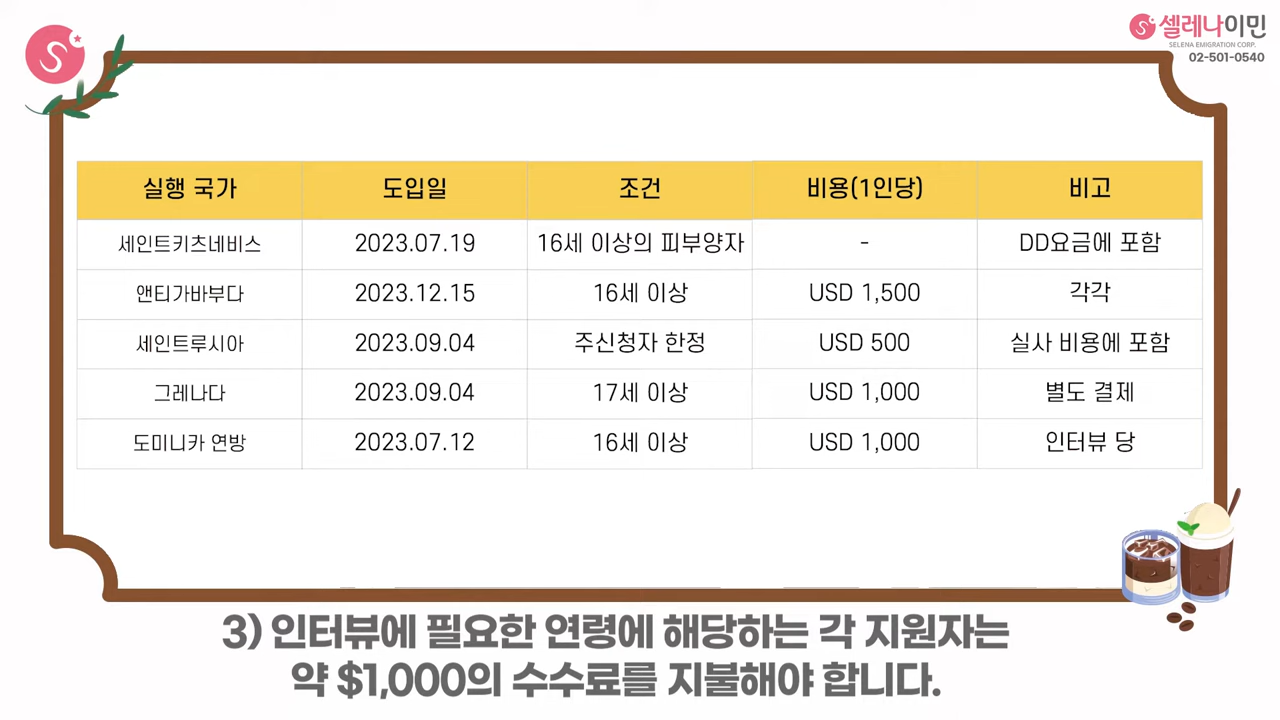 셀레나이민
SELENA EMIGRATION CORP.
02-501-0540
실행 국가 도입일 조건 비용(1인당) 비고
세인트키츠네비스 2023.07.19 16세 이상의 피부양자 - DD요금에 포함
앤티가바부다 2023.12.15 16세 이상 USD 1,500 각각
세인트루시아 2023.09.04 주신청자 한정 USD 500 실사 비용에 포함
그레나다 2023.09.04 17세 이상 USD 1,000 별도 결제
도미니카 연방 2023.07.12 16세 이상 USD 1,000 인터뷰 당
3) 인터뷰에 필요한 연령에 해당하는 각 지원자는
약 $1,000의 수수료를 지불해야 합니다.